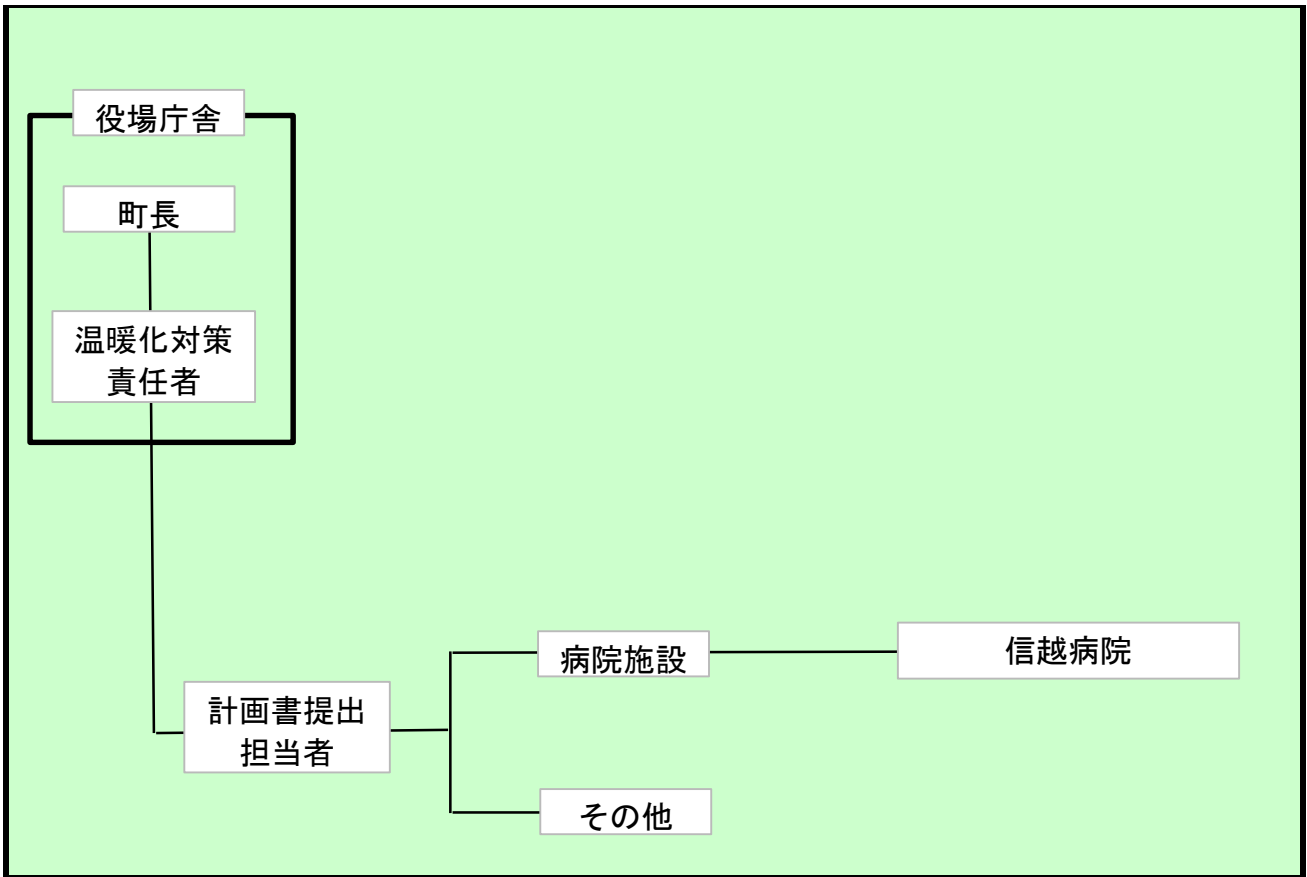 役場庁舎
町長
温暖化対策
責任者
計画書提出
担当者
病院施設
信越病院
その他